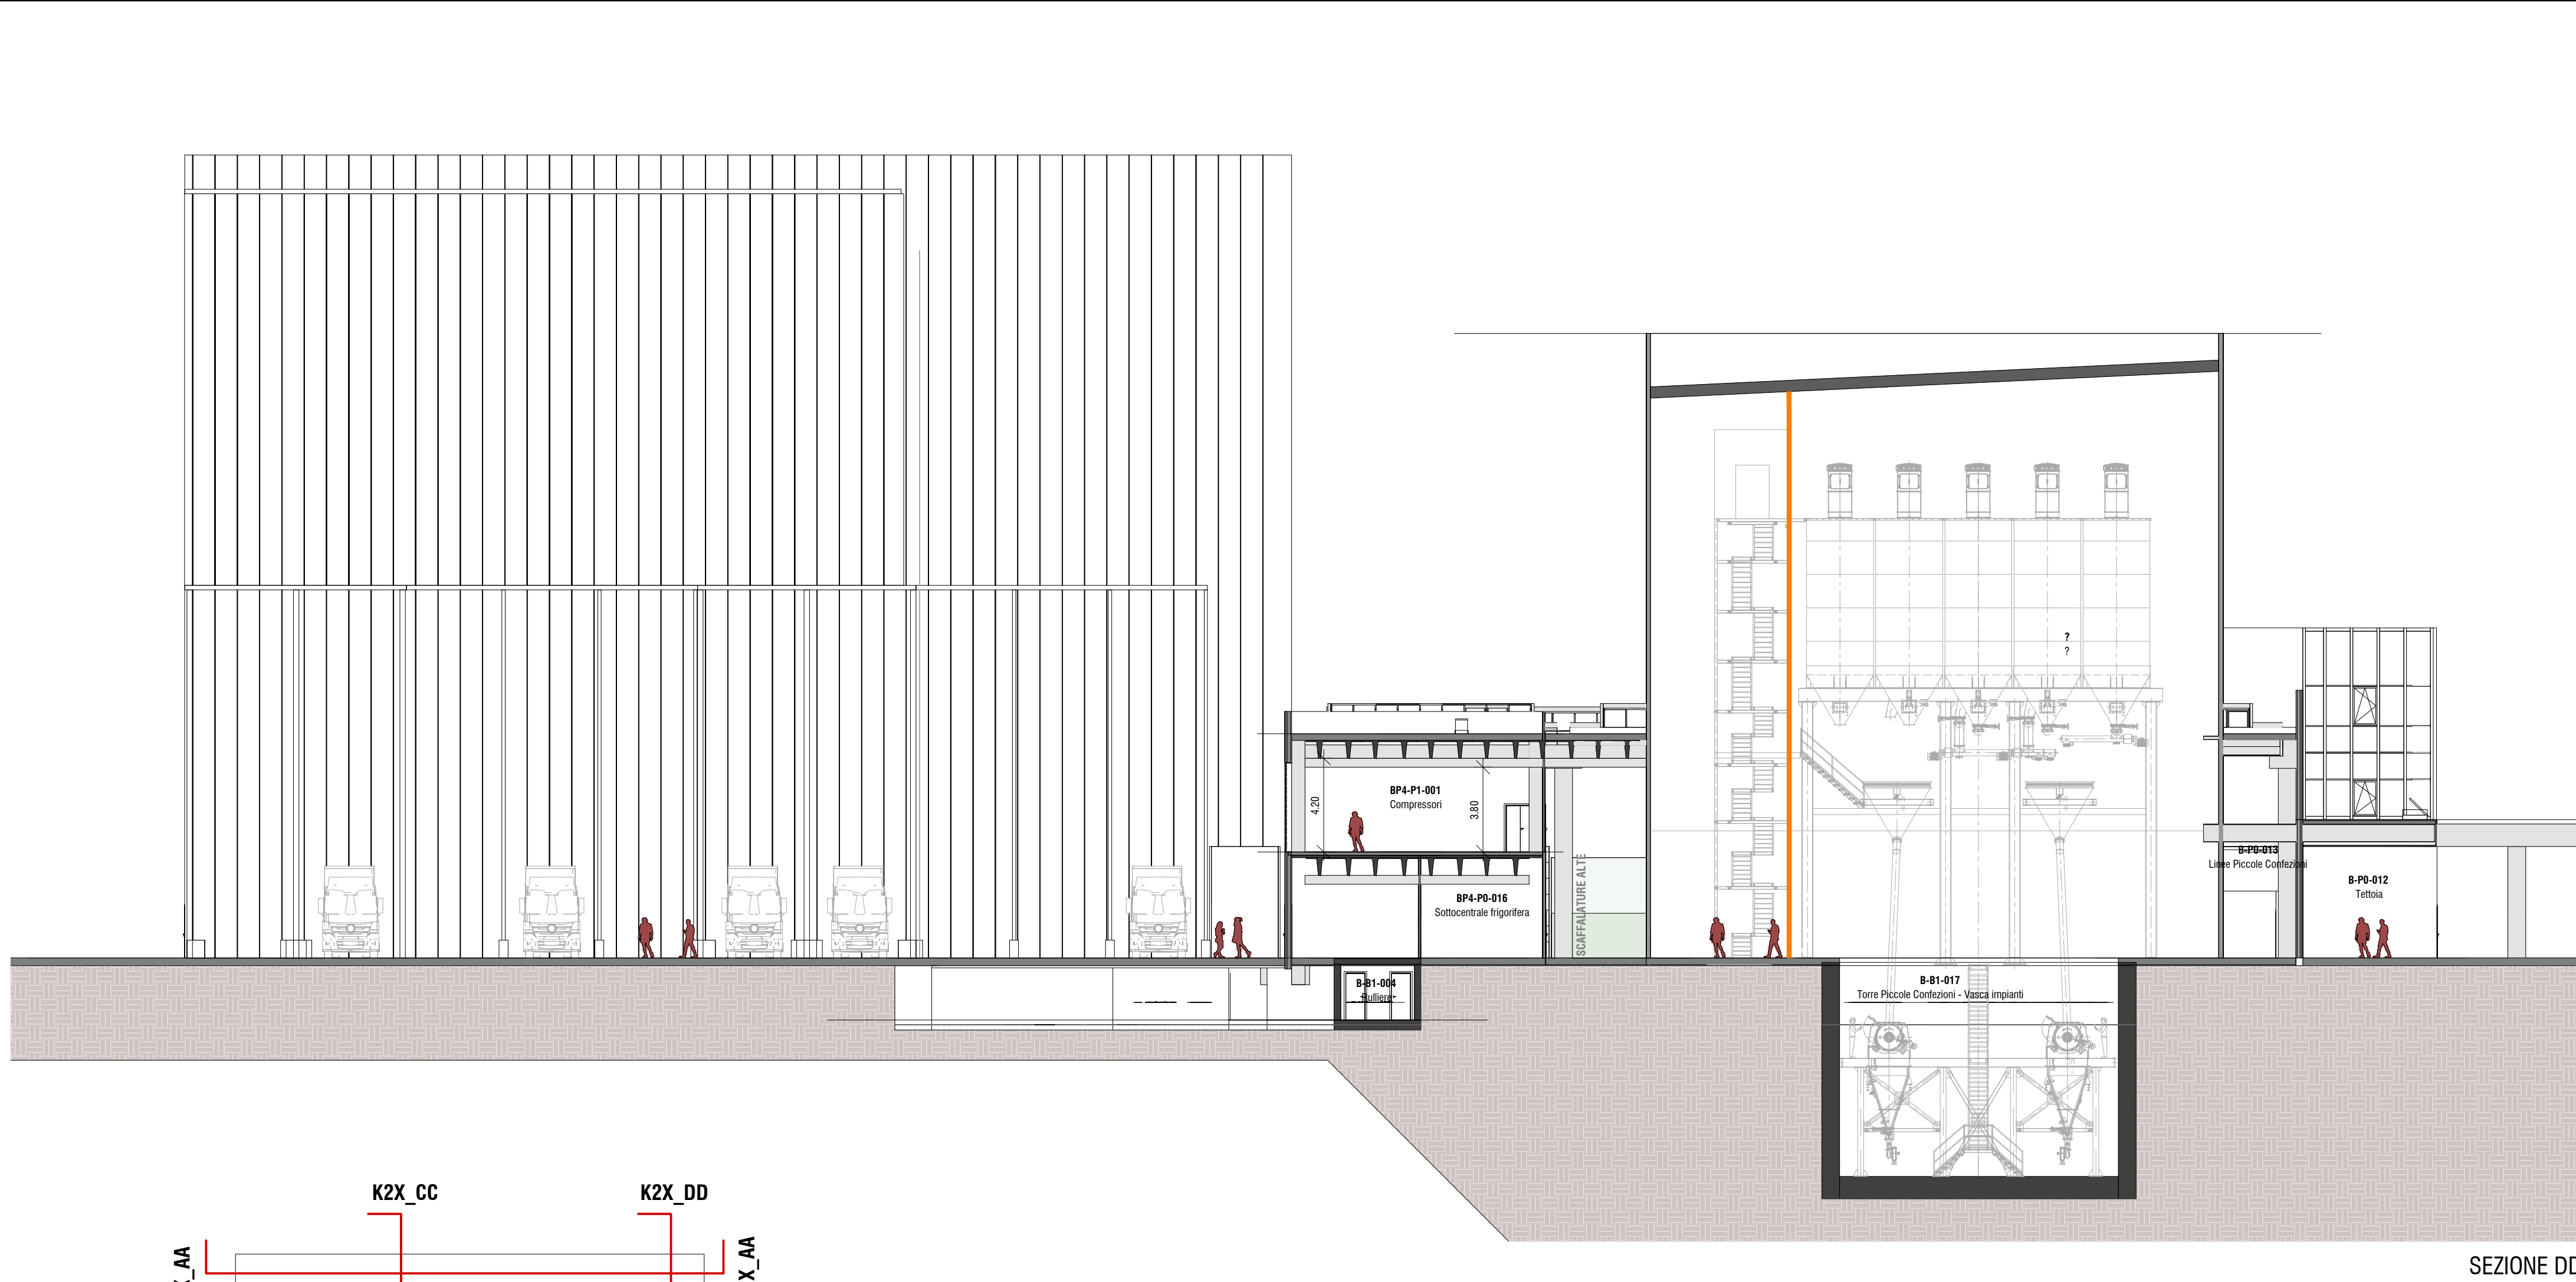 ?
?
BP4-P1-001
Compressori
4.20
3.80
B-P0-013
Linee Piccole Confezioni
B-P0-012
Tettoia
BP4-P0-016
Sottocentrale frigorifera
SCAFFALATURE ALTE
B-B1-004
Rulliere
B-B1-017
Torre Piccole Confezioni - Vasca impianti
K2X_CC
K2X_DD
X_AA
X_AA
SEZIONE DD